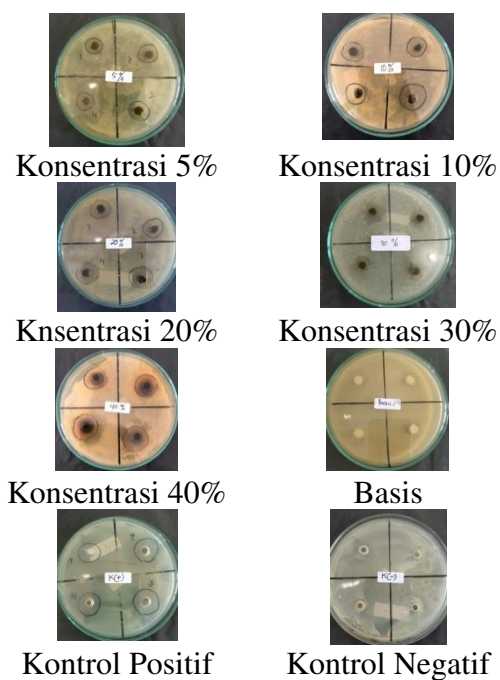 5% 10%
Konsentrasi 5% Konsentrasi 10%
20%
Knsentrasi 20% Konsentrasi 30%
40% Basis
Konsentrasi 40% Basis
K(+) K(-)
Kontrol Positif Kontrol Negatif